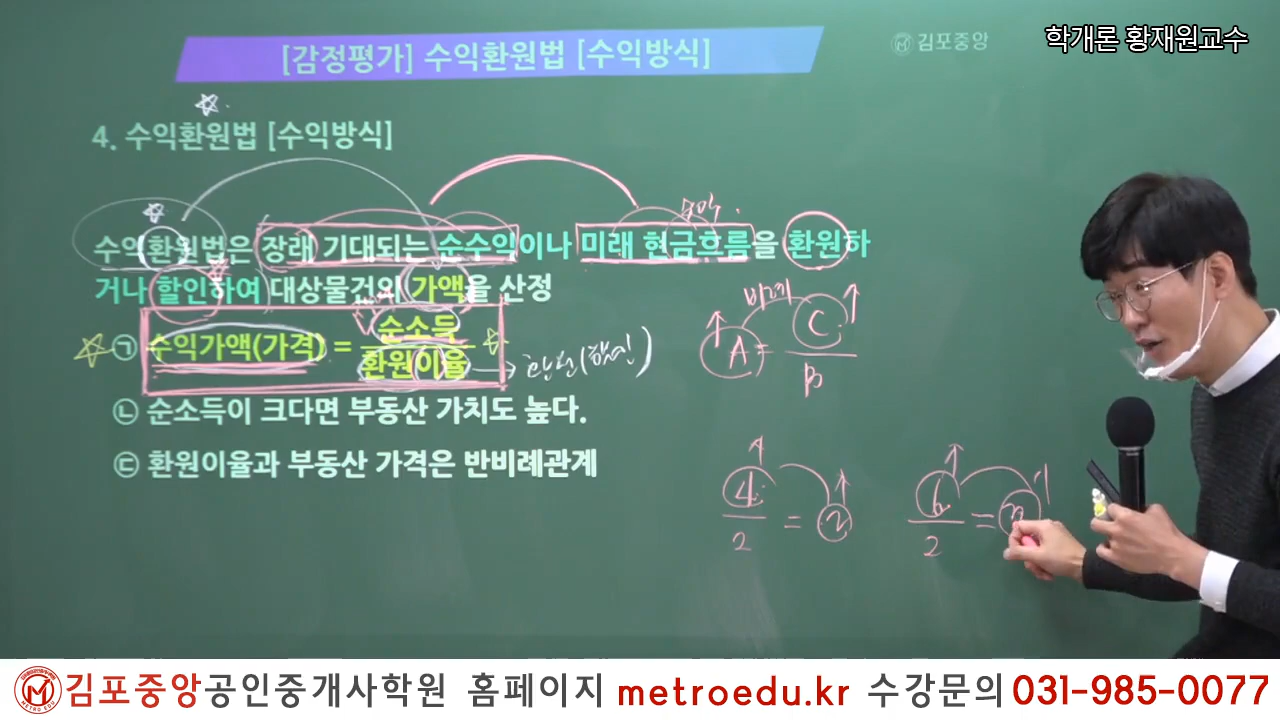 학개론 황재원교수
김포중앙
[감정평가] 수익환원법 [수익방식]
4. 수익환원법 [수익방식]
수익환원법은 장래 기대되는 순수익이나 미래 현금흐름을 환원하
거나 할인하여 대상물건의 가액을 산정
㉠ 수익가액(가격) = 순소득
환원이율
㉡ 순소득이 크다면 부동산 가치도 높다.
㉢ 환원이율과 부동산 가격은 반비례관계
비례
A = C
B
4
2 = 2
6
2 =
김포중앙공인중개사학원 홈페이지 metroedu.kr 수강문의 031-985-0077
METRO EDU